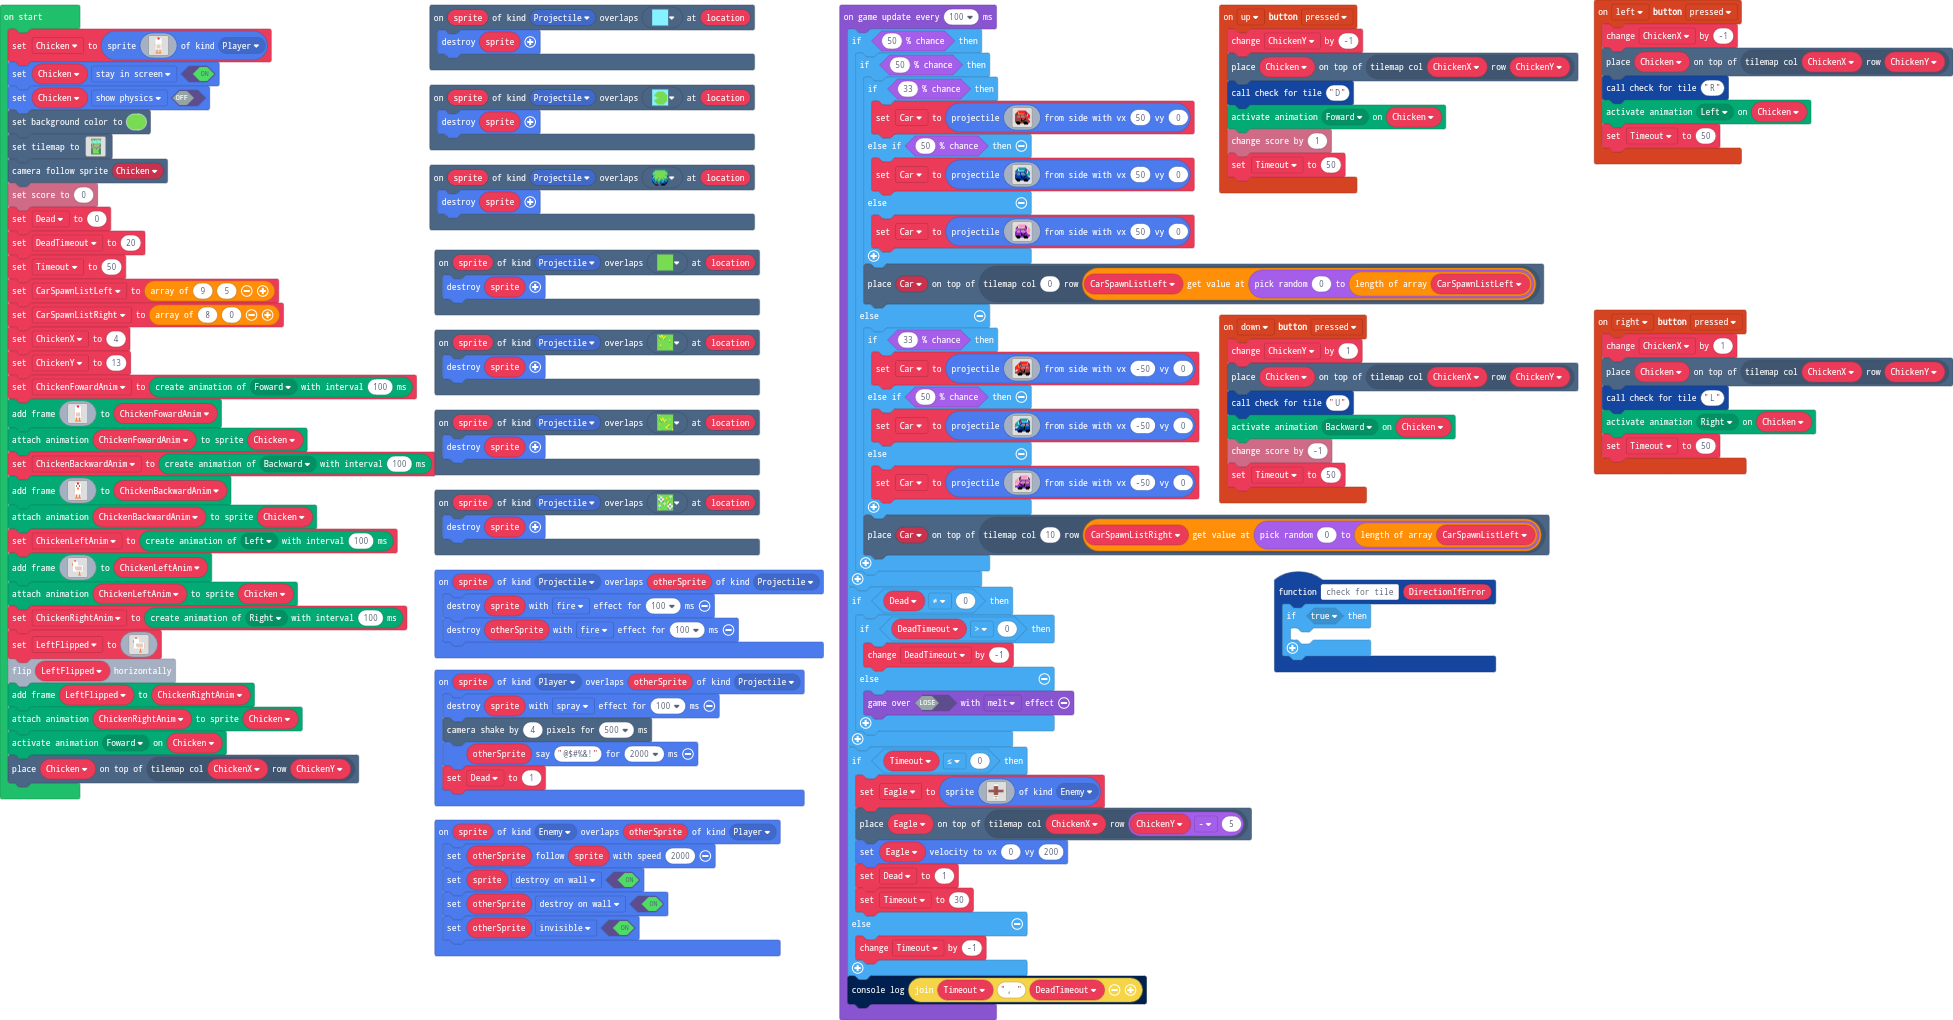 on start
set Chicken to sprite of kind Player
set Chicken stay in screen ON
set Chicken show physics OFF
set background color to
set tilemap to
camera follow sprite Chicken
set score to 0
set Dead to 0
set DeadTimeout to 20
set Timeout to 50
set CarSpawnListLeft to array of 9 5
set CarSpawnListRight to array of 8 0
set ChickenX to 4
set ChickenY to 13
set ChickenFowardAnim to create animation of Foward with interval 100 ms
add frame to ChickenFowardAnim
attach animation ChickenFowardAnim to sprite Chicken
set ChickenBackwardAnim to create animation of Backward with interval 100 ms
add frame to ChickenBackwardAnim
attach animation ChickenBackwardAnim to sprite Chicken
set ChickenLeftAnim to create animation of Left with interval 100 ms
add frame to ChickenLeftAnim
attach animation ChickenLeftAnim to sprite Chicken
set ChickenRightAnim to create animation of Right with interval 100 ms
set LeftFlipped to
flip LeftFlipped horizontally
add frame LeftFlipped to ChickenRightAnim
attach animation ChickenRightAnim to sprite Chicken
activate animation Foward on Chicken
place Chicken on top of tilemap col ChickenX row ChickenY
on sprite of kind Projectile overlaps at location
destroy sprite
on sprite of kind Projectile overlaps at location
destroy sprite
on sprite of kind Projectile overlaps at location
destroy sprite
on sprite of kind Projectile overlaps at location
destroy sprite
on sprite of kind Projectile overlaps at location
destroy sprite
on sprite of kind Projectile overlaps at location
destroy sprite
on sprite of kind Projectile overlaps at location
destroy sprite
on sprite of kind Projectile overlaps otherSprite of kind Projectile
destroy sprite with fire effect for 100 ms
destroy otherSprite with fire effect for 100 ms
on sprite of kind Player overlaps otherSprite of kind Projectile
destroy sprite with spray effect for 100 ms
camera shake by 4 pixels for 500 ms
otherSprite say "@$#%&!" for 2000 ms
set Dead to 1
on sprite of kind Enemy overlaps otherSprite of kind Player
set otherSprite follow sprite with speed 2000
set sprite destroy on wall ON
set otherSprite destroy on wall ON
set otherSprite invisible ON
on game update every 100 ms
if 50 % chance then
if 50 % chance then
if 33 % chance then
set Car to projectile from side with vx 50 vy 0
else if 50 % chance then
set Car to projectile from side with vx 50 vy 0
else
set Car to projectile from side with vx 50 vy 0
place Car on top of tilemap col 0 row CarSpawnListLeft get value at pick random 0 to length of array CarSpawnListLeft
else
if 33 % chance then
set Car to projectile from side with vx -50 vy 0
else if 50 % chance then
set Car to projectile from side with vx -50 vy 0
else
set Car to projectile from side with vx -50 vy 0
place Car on top of tilemap col 10 row CarSpawnListRight get value at pick random 0 to length of array CarSpawnListLeft
if Dead ≠ 0 then
if DeadTimeout > 0 then
change DeadTimeout by -1
else
game over LOSE with melt effect
if Timeout ≤ 0 then
set Eagle to sprite of kind Enemy
place Eagle on top of tilemap col ChickenX row ChickenY - 5
set Eagle velocity to vx 0 vy 200
set Dead to 1
set Timeout to 30
else
change Timeout by -1
console log join Timeout ", " DeadTimeout
on up button pressed
change ChickenY by -1
place Chicken on top of tilemap col ChickenX row ChickenY
call check for tile "D"
activate animation Foward on Chicken
change score by 1
set Timeout to 50
on down button pressed
change ChickenY by 1
place Chicken on top of tilemap col ChickenX row ChickenY
call check for tile "U"
activate animation Backward on Chicken
change score by -1
set Timeout to 50
function check for tile DirectionIfError
if true then
on left button pressed
change ChickenX by -1
place Chicken on top of tilemap col ChickenX row ChickenY
call check for tile "R"
activate animation Left on Chicken
set Timeout to 50
on right button pressed
change ChickenX by 1
place Chicken on top of tilemap col ChickenX row ChickenY
call check for tile "L"
activate animation Right on Chicken
set Timeout to 50